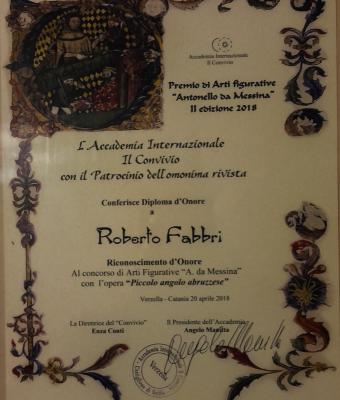 Accademia Internazionale
Il Convivio
Premio di Arti figurative
"Antonello da Messina"
II edizione 2018
L'Accademia Internazionale
Il Convivio
con il Patrocinio dell'omonima rivista
Conferisce Diploma d'Onore
a
Roberto Fabbri
Riconoscimento d'Onore
Al concorso di Arti Figurative "A. da Messina"
con l'opera "Piccolo angolo abruzzese"
Verzella - Catania 20 aprile 2018
La Direttrice del "Convivio"
Enza Conti
Il Presidente dell'Accademia
Angelo Manitta
Verzella